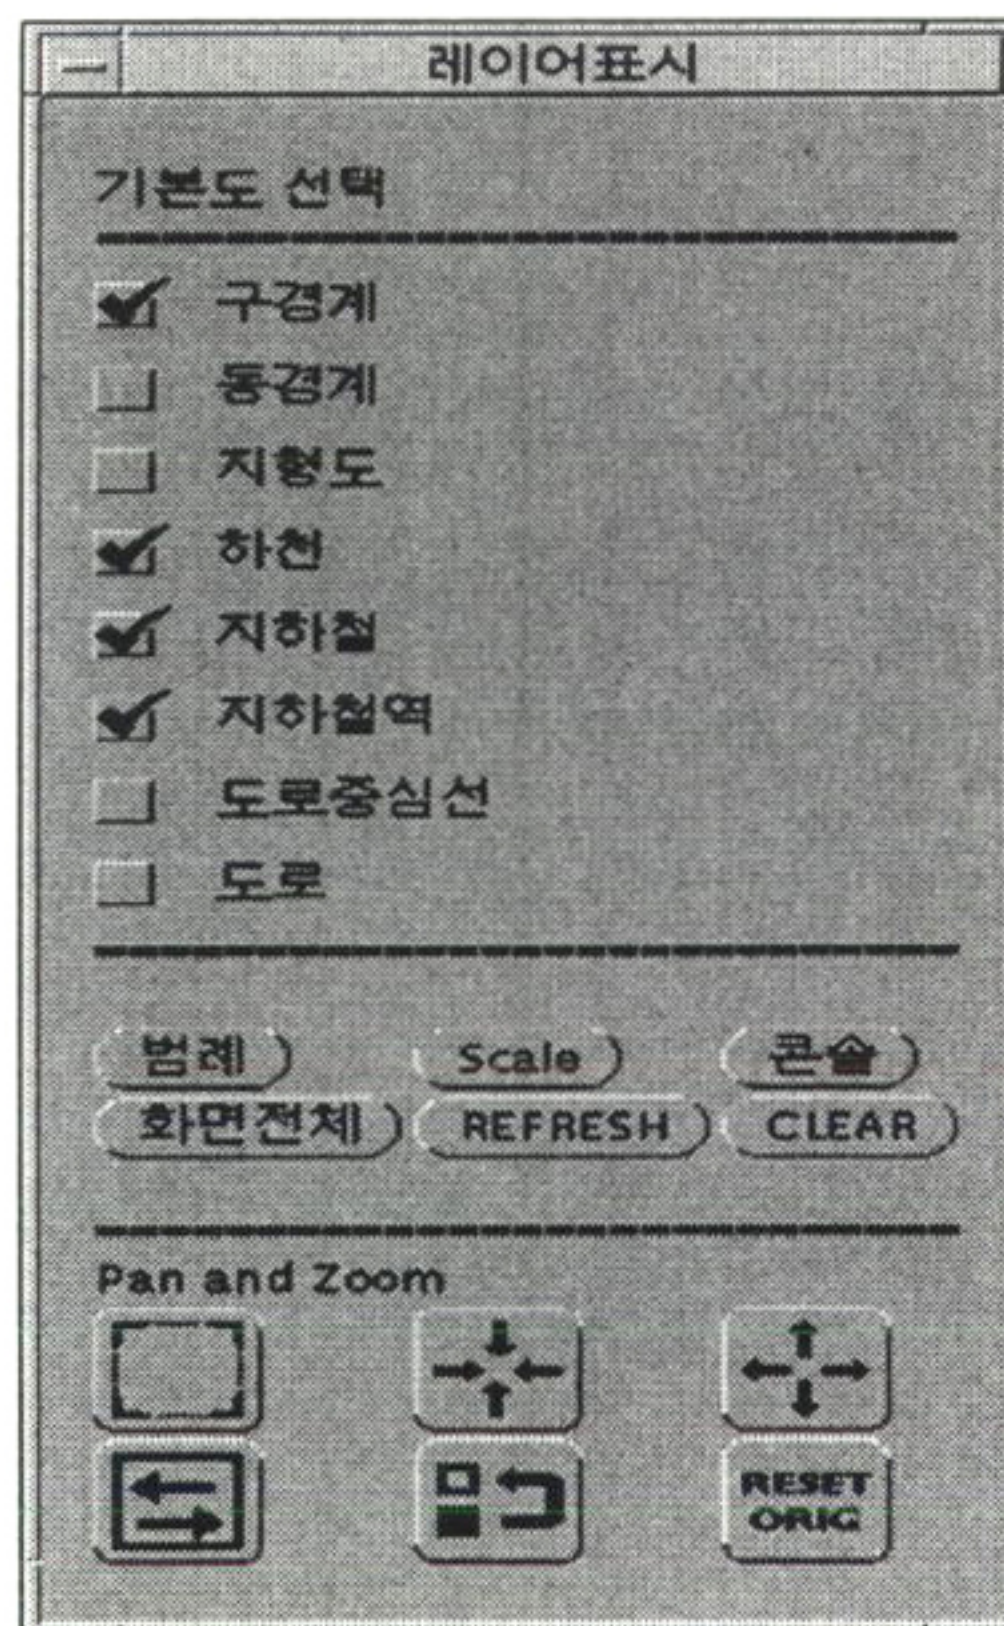 레이어표시
기본도 선택
구경계
동경계
지형도
하천
지하철
지하철역
도로중심선
도로
범례 Scale 콘솔
화면전체 REFRESH CLEAR
Pan and Zoom
RESET
ORIG